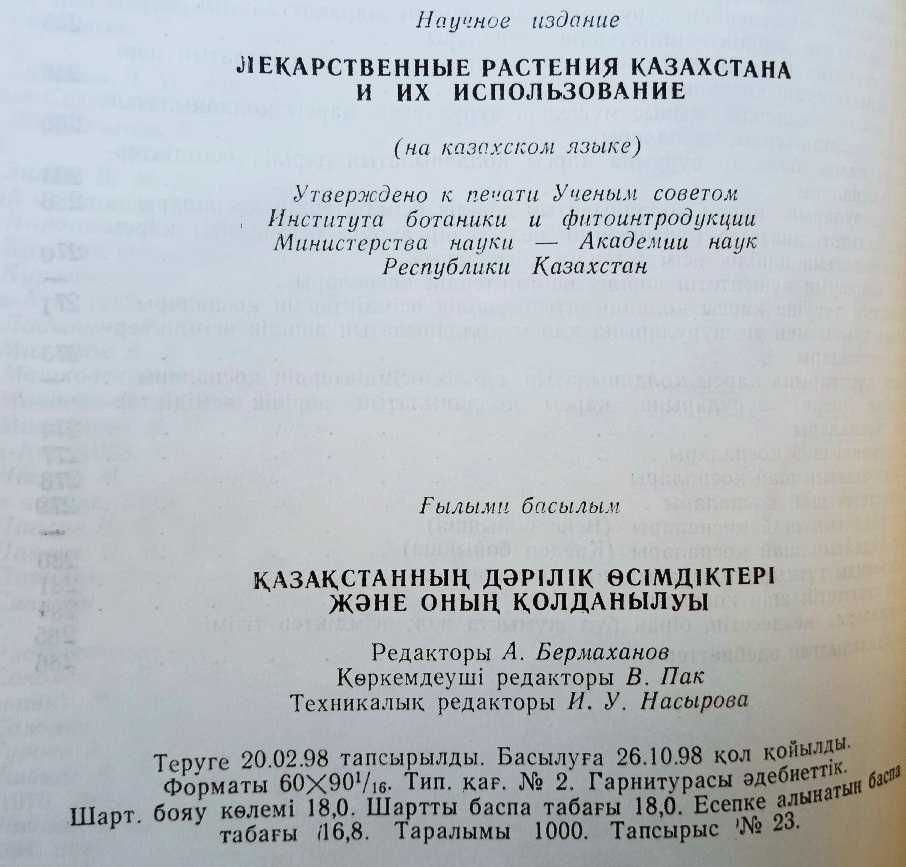 Научное издание
ЛЕКАРСТВЕННЫЕ РАСТЕНИЯ КАЗАХСТАНА
И ИХ ИСПОЛЬЗОВАНИЕ
(на казахском языке)
Утверждено к печати Ученым советом
Института ботаники и фитоинтродукции
Министерства науки — Академии наук
Республики Казахстан
Ғылыми басылым
ҚАЗАҚСТАННЫҢ ДӘРІЛІК ӨСІМДІКТЕРІ
ЖӘНЕ ОНЫҢ ҚОЛДАНЫЛУЫ
Редакторы А. Бермаханов
Көркемдеуші редакторы В. Пак
Техникалық редакторы И. У. Насырова
Теруге 20.02.98 тапсырылды. Басылуға 26.10.98 қол қойылды.
Форматы 60×90¹/₁₆. Тип. қағ. № 2. Гарнитурасы әдебиеттік.
Шарт. бояу көлемі 18,0. Шартты баспа табағы 18,0. Есепке алынатын баспа
табағы 16,8. Таралымы 1000. Тапсырыс № 23.